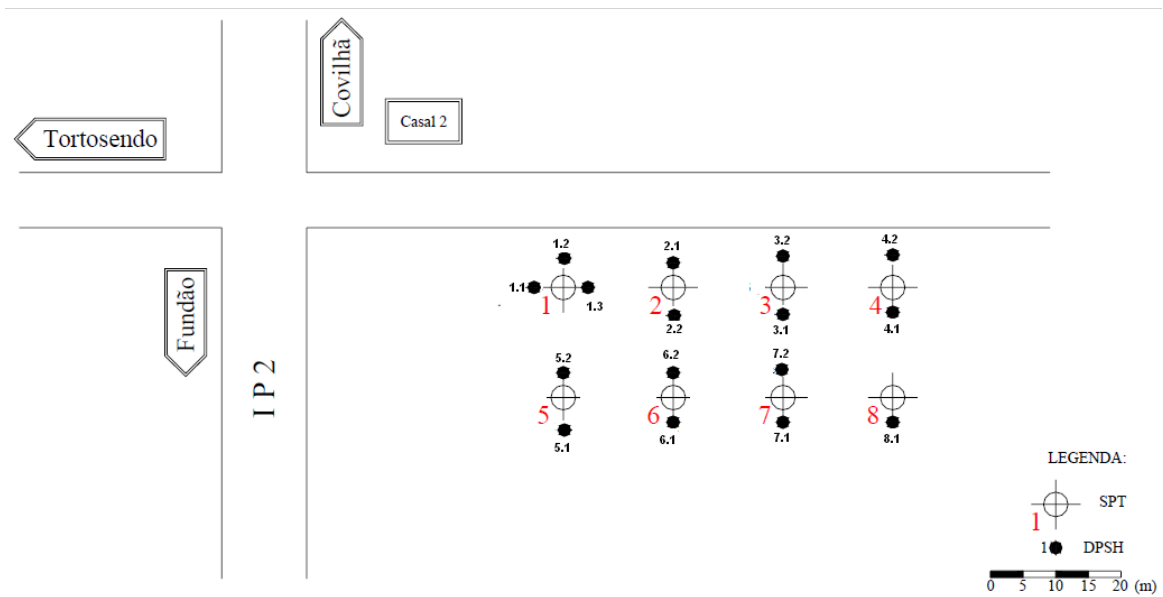 Covilhã
Casal 2
Tortosendo
Fundão
I P 2
1.2
2.1
3.2
4.2
1.1
1
1.3
2
2.2
3
3.1
4
4.1
5.2
6.2
7.2
5
5.1
6
6.1
7
7.1
8
8.1
LEGENDA:
1
SPT
1
DPSH
0 5 10 15 20 (m)